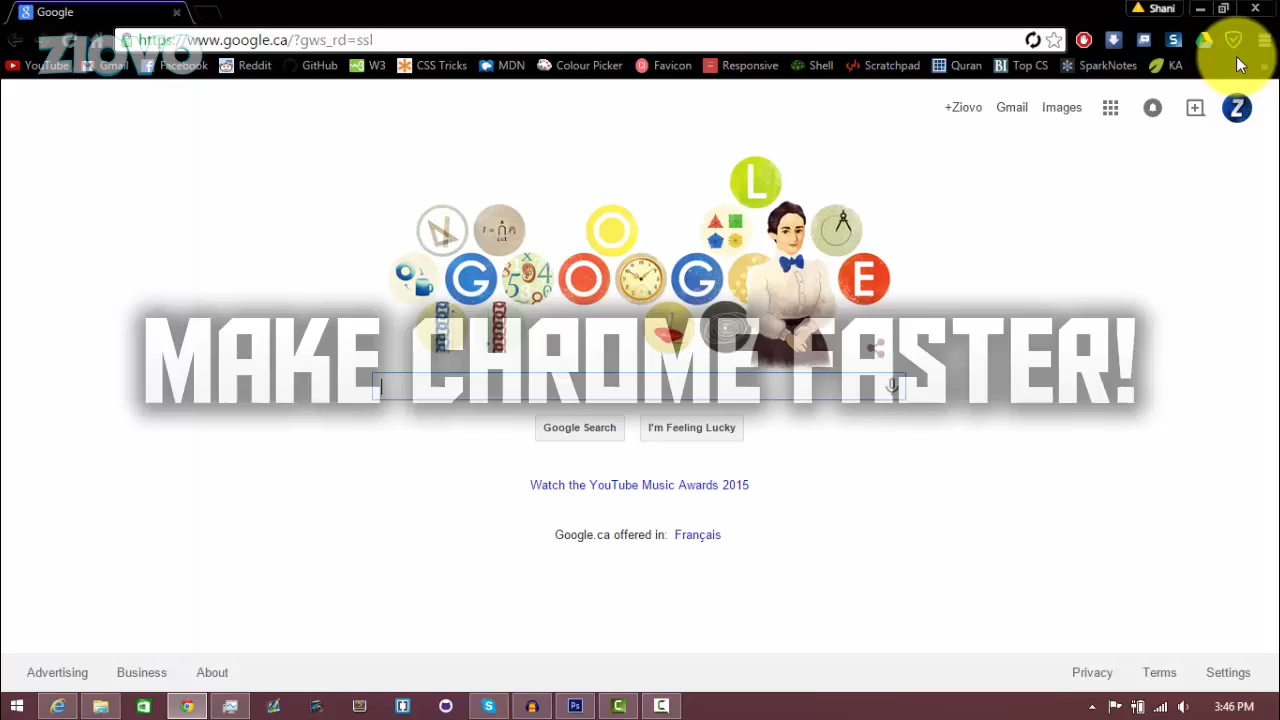 Google
Shani
https://www.google.ca/?gws_rd=ssl
ZIOVO
YouTube Gmail Facebook Reddit GitHub W3 CSS Tricks MDN Colour Picker Favicon Responsive Shell Scratchpad Quran Top CS SparkNotes KA
+Ziovo Gmail Images
Z
L
O
G O G E
MAKE CHROME FASTER!
Google Search I'm Feeling Lucky
Watch the YouTube Music Awards 2015
Google.ca offered in: Français
Advertising Business About Privacy Terms Settings
3:46 PM